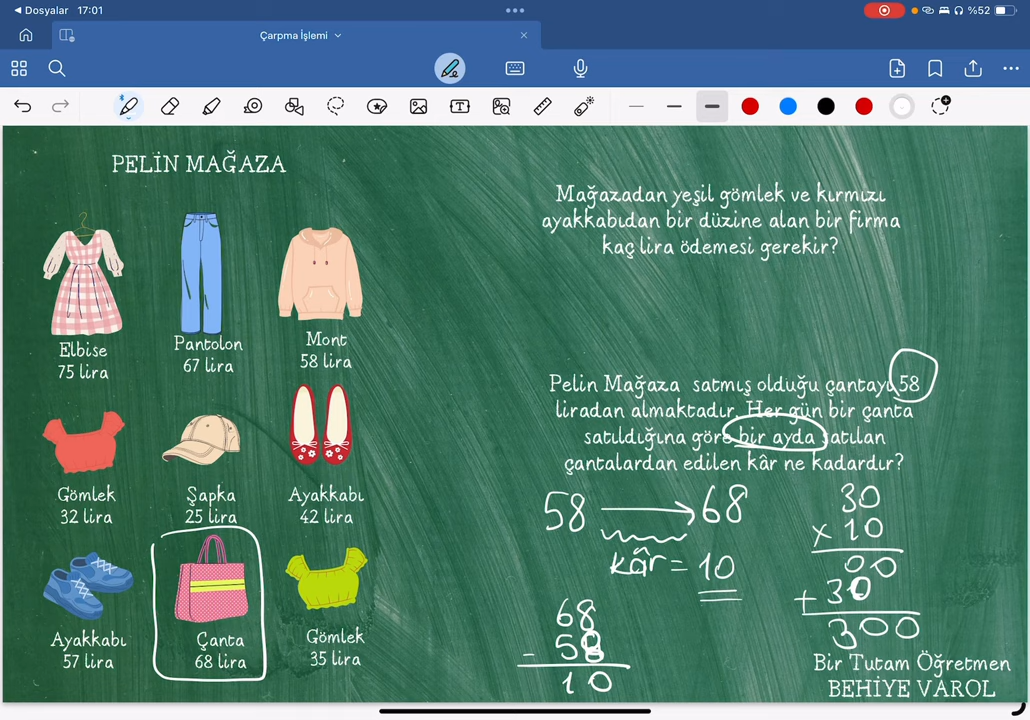 Dosyalar 17:01
%52
Çarpma İşlemi
PELİN MAĞAZA
Elbise
75 lira
Pantolon
67 lira
Mont
58 lira
Gömlek
32 lira
Şapka
25 lira
Ayakkabı
42 lira
Ayakkabı
57 lira
Çanta
68 lira
Gömlek
35 lira
Mağazadan yeşil gömlek ve kırmızı
ayakkabıdan bir düzine alan bir firma
kaç lira ödemesi gerekir?
Pelin Mağaza satmış olduğu çantayı 58
liradan almaktadır. Her gün bir çanta
satıldığına göre bir ayda satılan
çantalardan edilen kâr ne kadardır?
58 → 68
kâr = 10
68
- 58
10
30
x 10
00
+ 30
300
Bir Tutam Öğretmen
BEHİYE VAROL